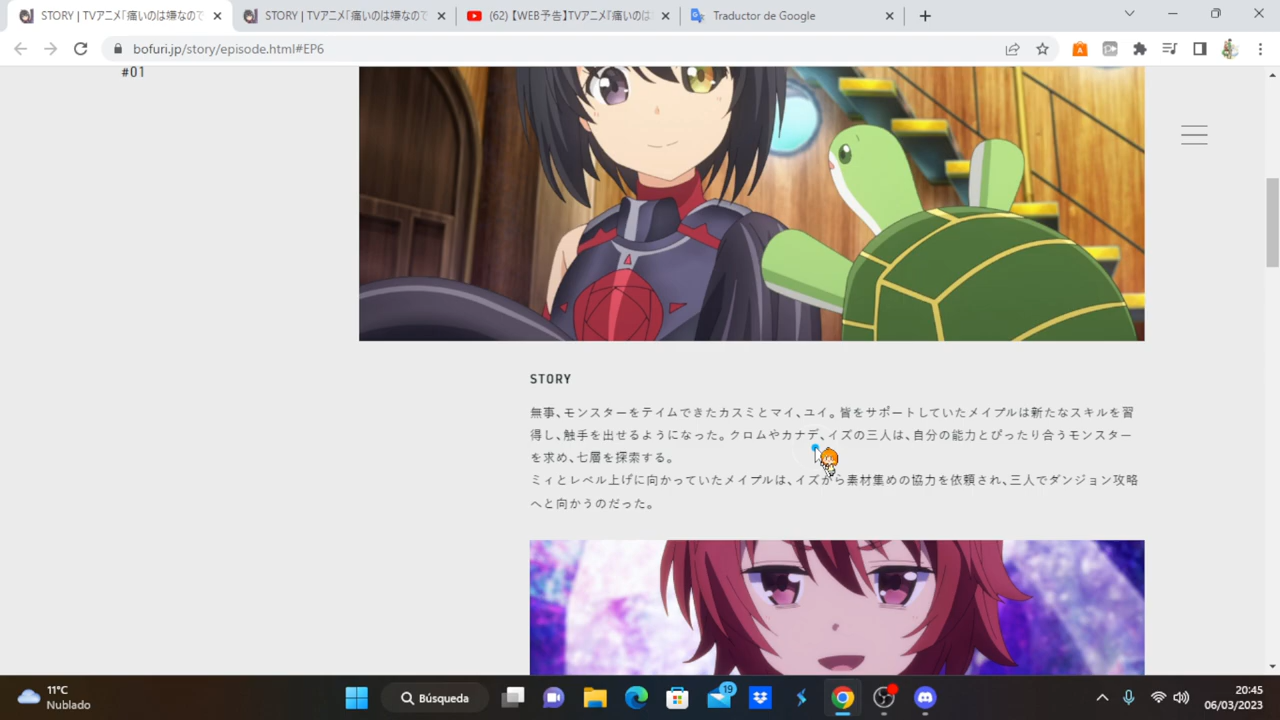 STORY | TVアニメ「痛いのは嫌なので
STORY | TVアニメ「痛いのは嫌なので
(62) 【WEB予告】TVアニメ「痛いのは
Traductor de Google
bofuri.jp/story/episode.html#EP6
#01
STORY
無事、モンスターをテイムできたカスミとマイ、ユイ。皆をサポートしていたメイプルは新たなスキルを習
得し、触手を出せるようになった。クロムやカナデ、イズの三人は、自分の能力とぴったり合うモンスター
を求め、七層を探索する。
ミィとレベル上げに向かっていたメイプルは、イズから素材集めの協力を依頼され、三人でダンジョン攻略
へと向かうのだった。
11°C
Nublado
Búsqueda
19
20:45
06/03/2023